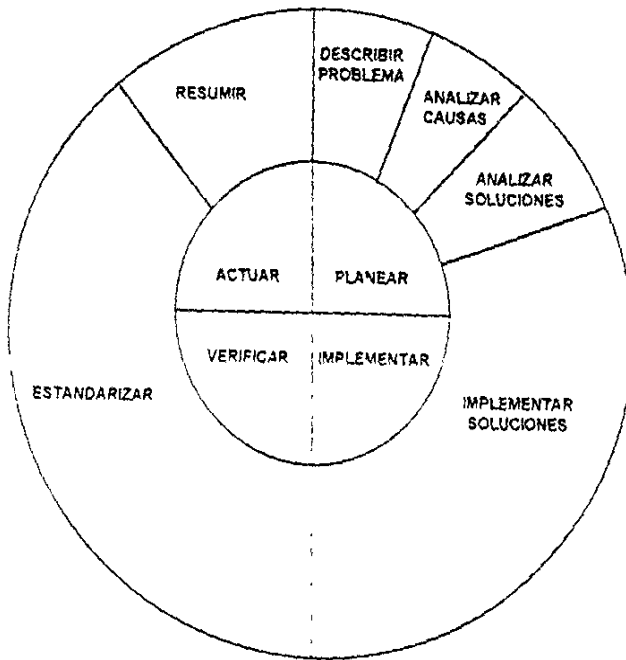 DESCRIBIR
PROBLEMA
RESUMIR
ANALIZAR
CAUSAS
ANALIZAR
SOLUCIONES
ACTUAR
PLANEAR
VERIFICAR
IMPLEMENTAR
ESTANDARIZAR
IMPLEMENTAR
SOLUCIONES